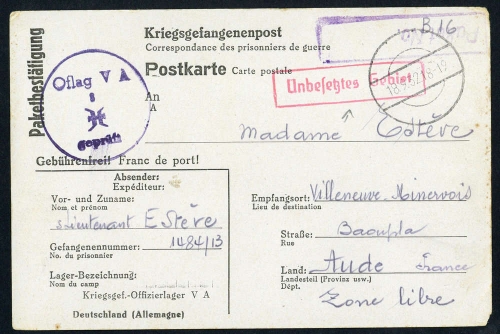 Paketbestätigung
Kriegsgefangenenpost
Correspondance des prisonniers de guerre
B16
Postkarte Carte postale
Unbesetztes Gebiet
Oflag V A
8
Geprüft
An
A
Madame Estève
Gebührenfrei! Franc de port!
Absender:
Expéditeur:
Vor- und Zuname:
Nom et prénom
Lieutenant Estève
Gefangenennummer:
No. du prisonnier
1484/13
Lager-Bezeichnung:
Nom du camp
Kriegsgef.-Offizierlager V A
Deutschland (Allemagne)
Empfangsort: Villeneuve-Minervois
Lieu de destination
Straße: Baoupla
Rue
Land: Aude France
Landesteil (Provinz usw.)
Dépt.
Zone libre